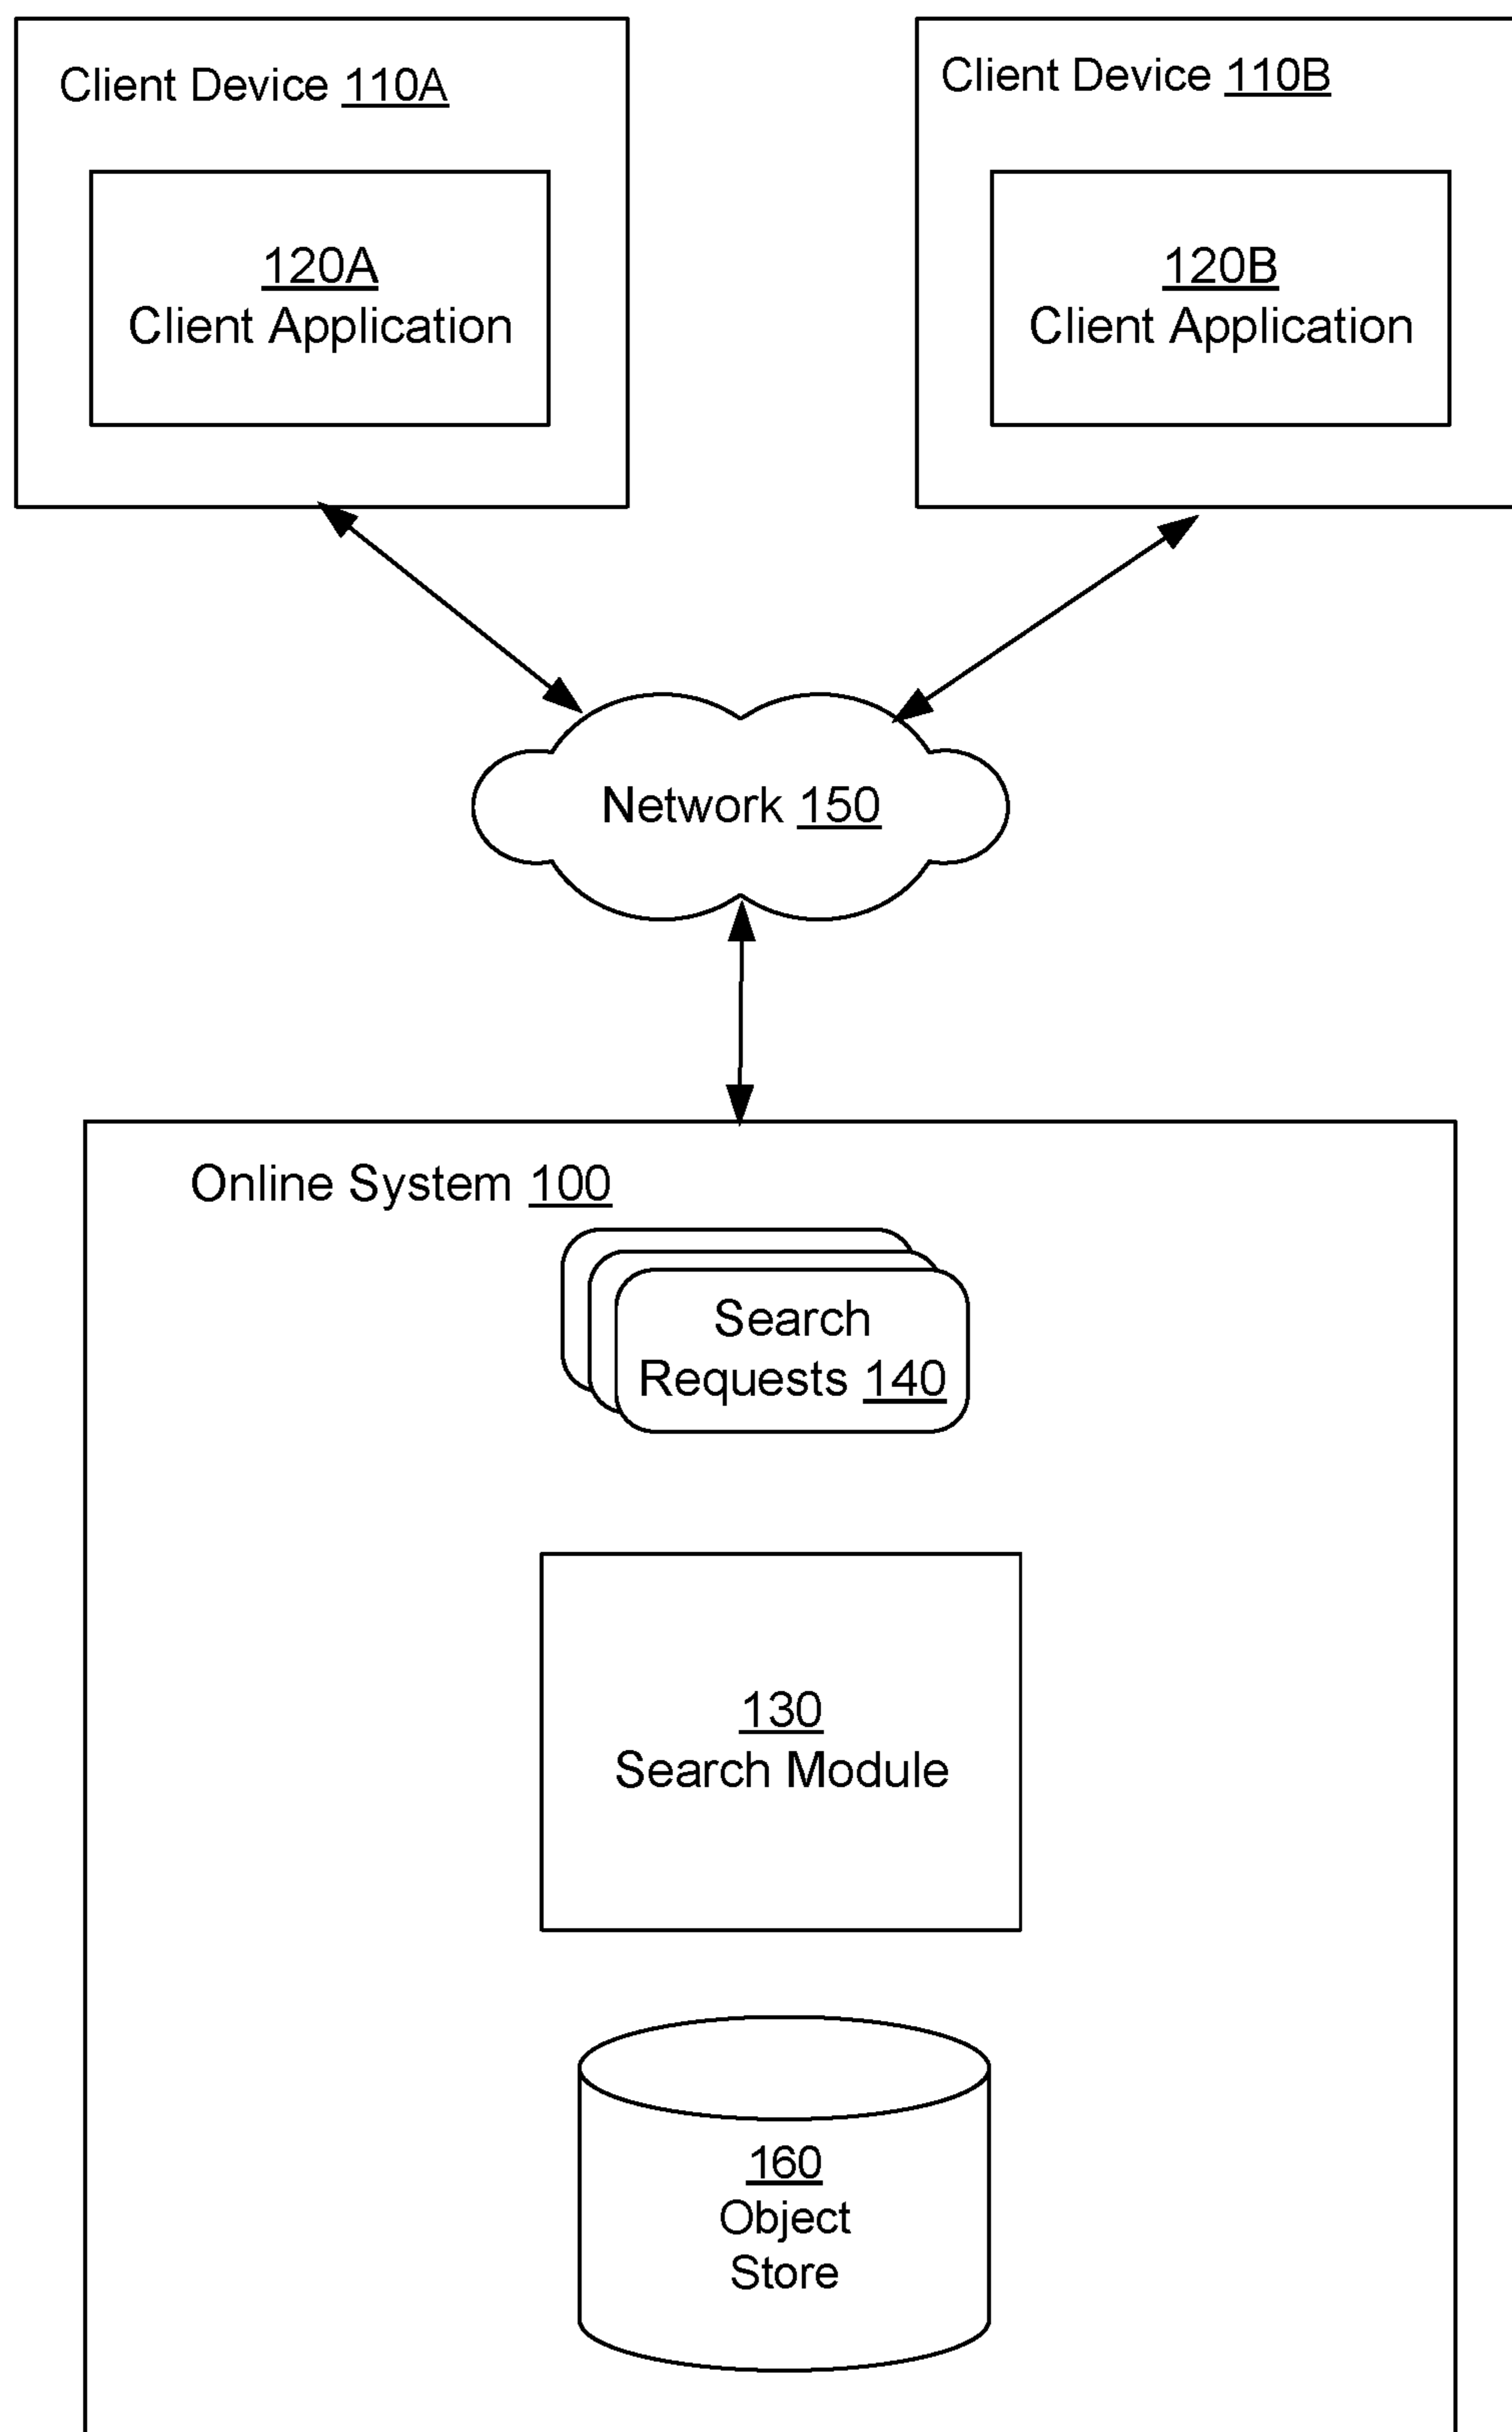 Client Device 110A
Client Device 110B
120A
Client Application
120B
Client Application
Network 150
Online System 100
Search
Requests 140
130
Search Module
160
Object
Store